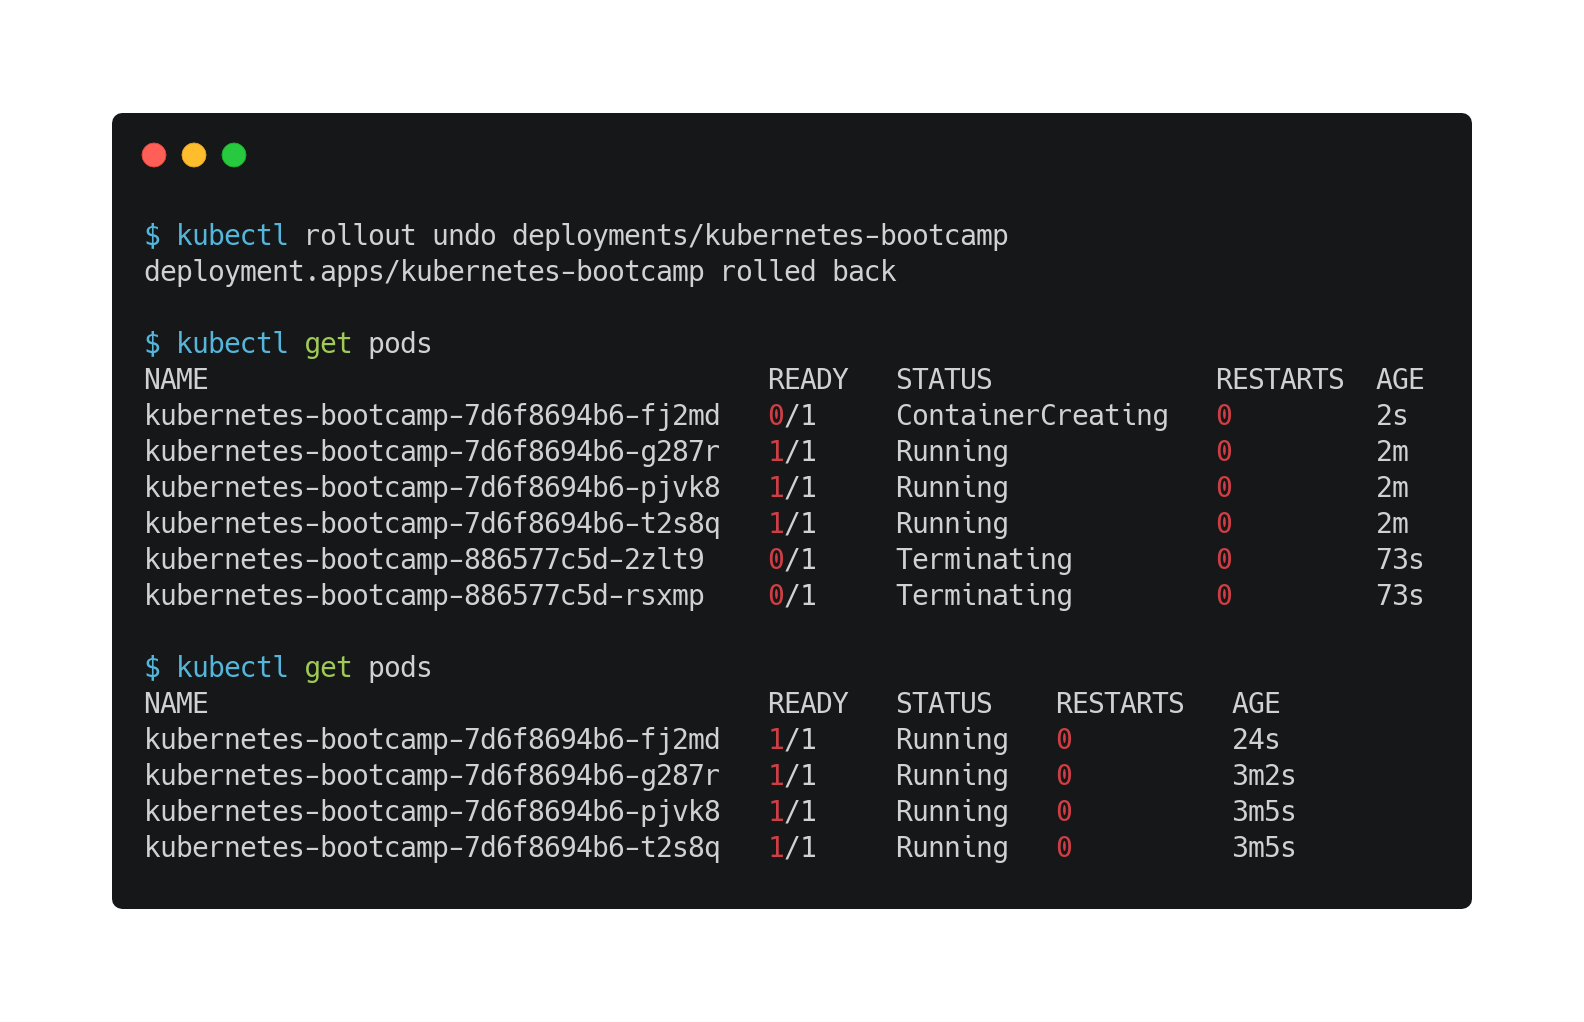 $ kubectl rollout undo deployments/kubernetes-bootcamp
deployment.apps/kubernetes-bootcamp rolled back
$ kubectl get pods
NAME                                   READY   STATUS              RESTARTS  AGE
kubernetes-bootcamp-7d6f8694b6-fj2md   0/1     ContainerCreating   0         2s
kubernetes-bootcamp-7d6f8694b6-g287r   1/1     Running             0         2m
kubernetes-bootcamp-7d6f8694b6-pjvk8   1/1     Running             0         2m
kubernetes-bootcamp-7d6f8694b6-t2s8q   1/1     Running             0         2m
kubernetes-bootcamp-886577c5d-2zlt9    0/1     Terminating         0         73s
kubernetes-bootcamp-886577c5d-rsxmp    0/1     Terminating         0         73s
$ kubectl get pods
NAME                                   READY   STATUS    RESTARTS   AGE
kubernetes-bootcamp-7d6f8694b6-fj2md   1/1     Running   0          24s
kubernetes-bootcamp-7d6f8694b6-g287r   1/1     Running   0          3m2s
kubernetes-bootcamp-7d6f8694b6-pjvk8   1/1     Running   0          3m5s
kubernetes-bootcamp-7d6f8694b6-t2s8q   1/1     Running   0          3m5s